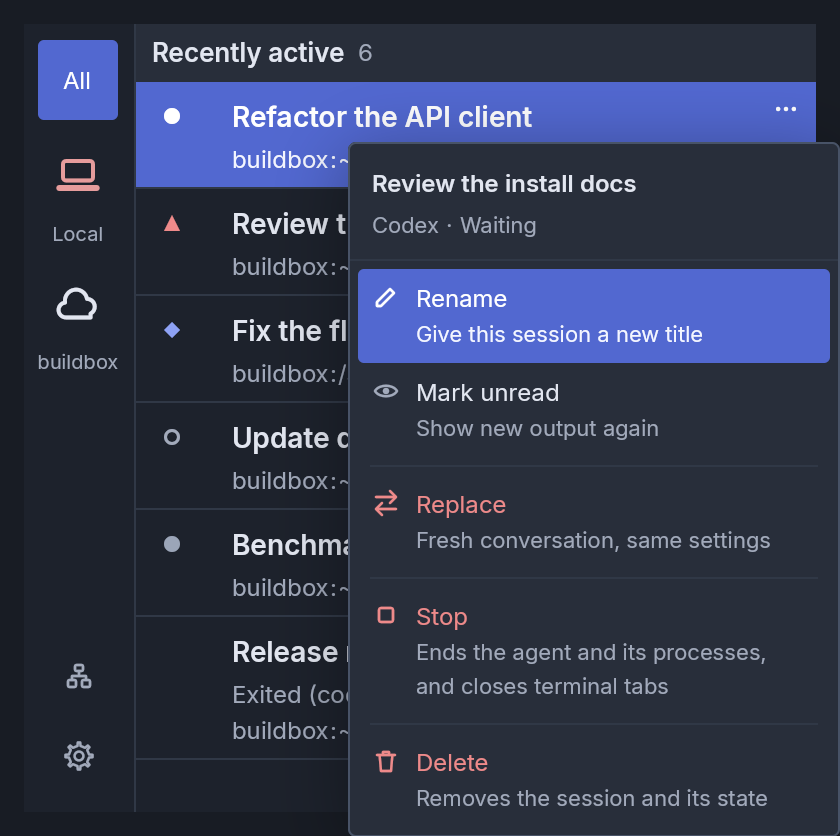 All
Local
buildbox
Recently active 6
Refactor the API client
buildbox:~
Review t
buildbox:~
Fix the fl
buildbox:/
Update
buildbox:~
Benchma
buildbox:~
Release
Exited (co
buildbox:~
Review the install docs
Codex · Waiting
Rename
Give this session a new title
Mark unread
Show new output again
Replace
Fresh conversation, same settings
Stop
Ends the agent and its processes,
and closes terminal tabs
Delete
Removes the session and its state